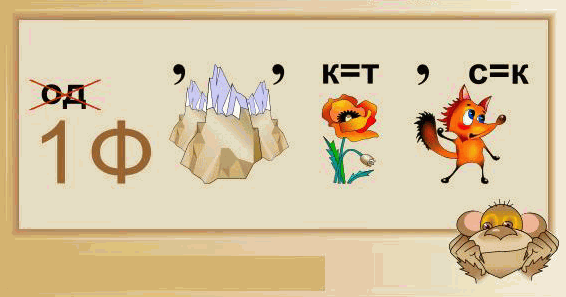 , , к=т , с=к
од
1Ф